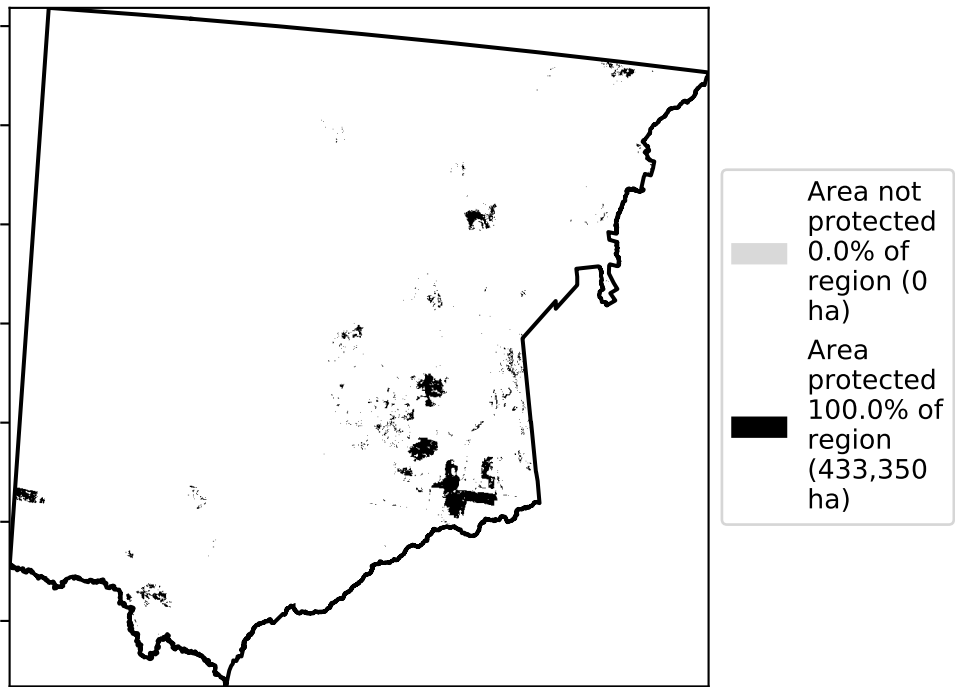 Area not
protected
0.0% of
region (0
ha)
Area
protected
100.0% of
region
(433,350
ha)